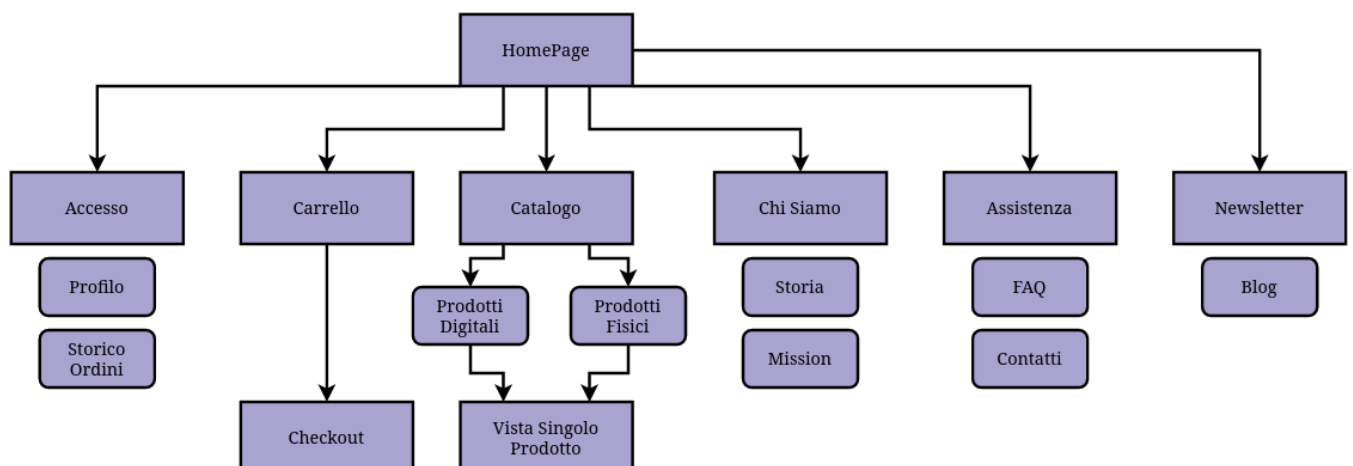 HomePage
Accesso
Carrello
Catalogo
Chi Siamo
Assistenza
Newsletter
Profilo
Prodotti
Digitali
Prodotti
Fisici
Storia
FAQ
Blog
Storico
Ordini
Mission
Contatti
Checkout
Vista Singolo
Prodotto